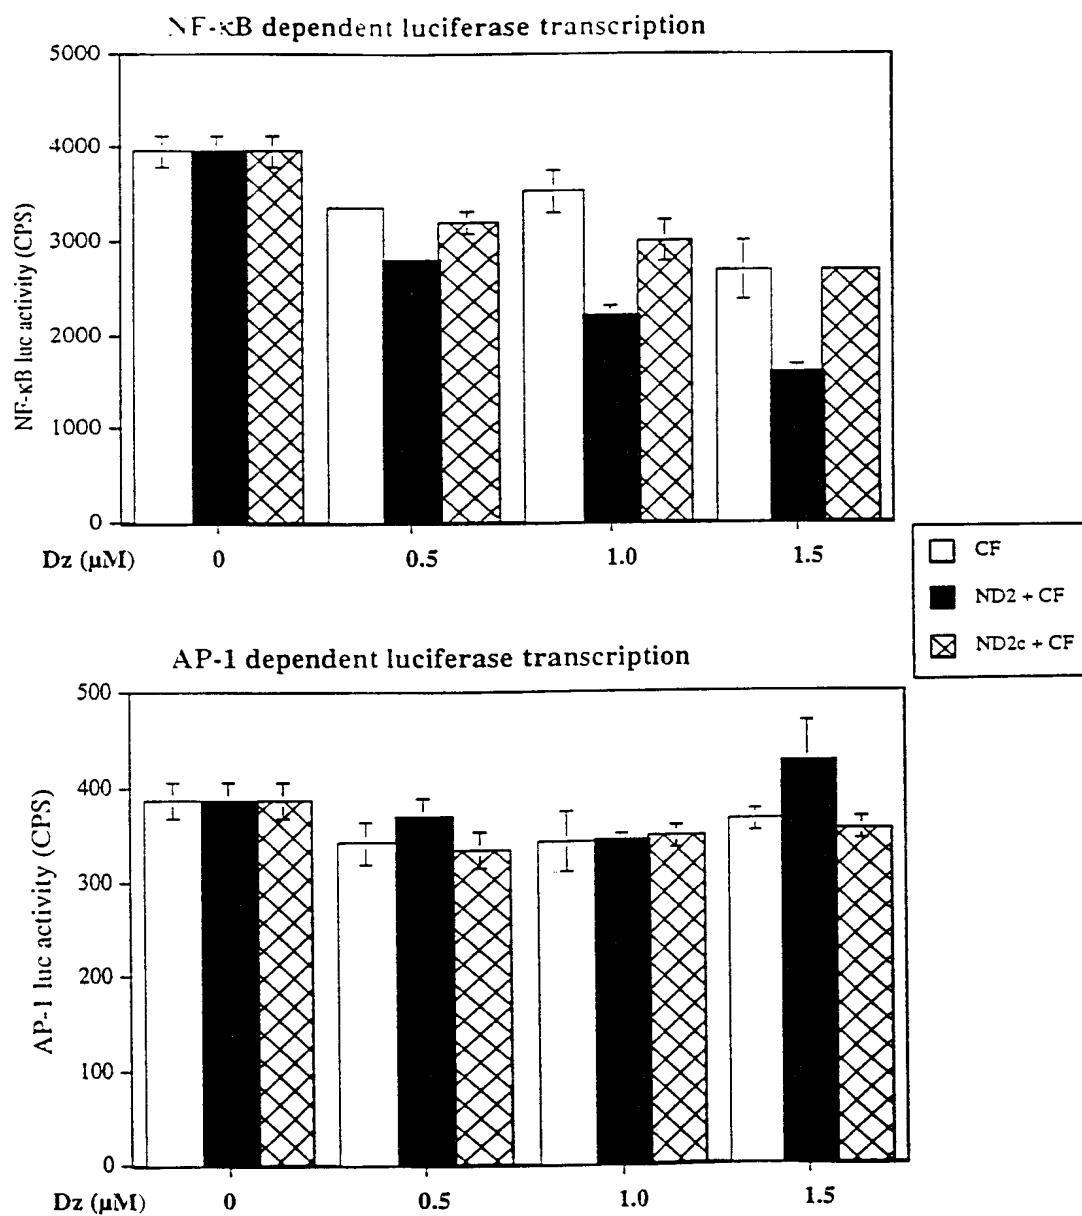 NF-κB dependent luciferase transcription
5000
4000
3000
2000
1000
0
NF-κB luc activity (CPS)
Dz (µM) 0 0.5 1.0 1.5
CF
ND2 + CF
ND2c + CF
AP-1 dependent luciferase transcription
500
400
300
200
100
0
AP-1 luc activity (CPS)
Dz (µM) 0 0.5 1.0 1.5